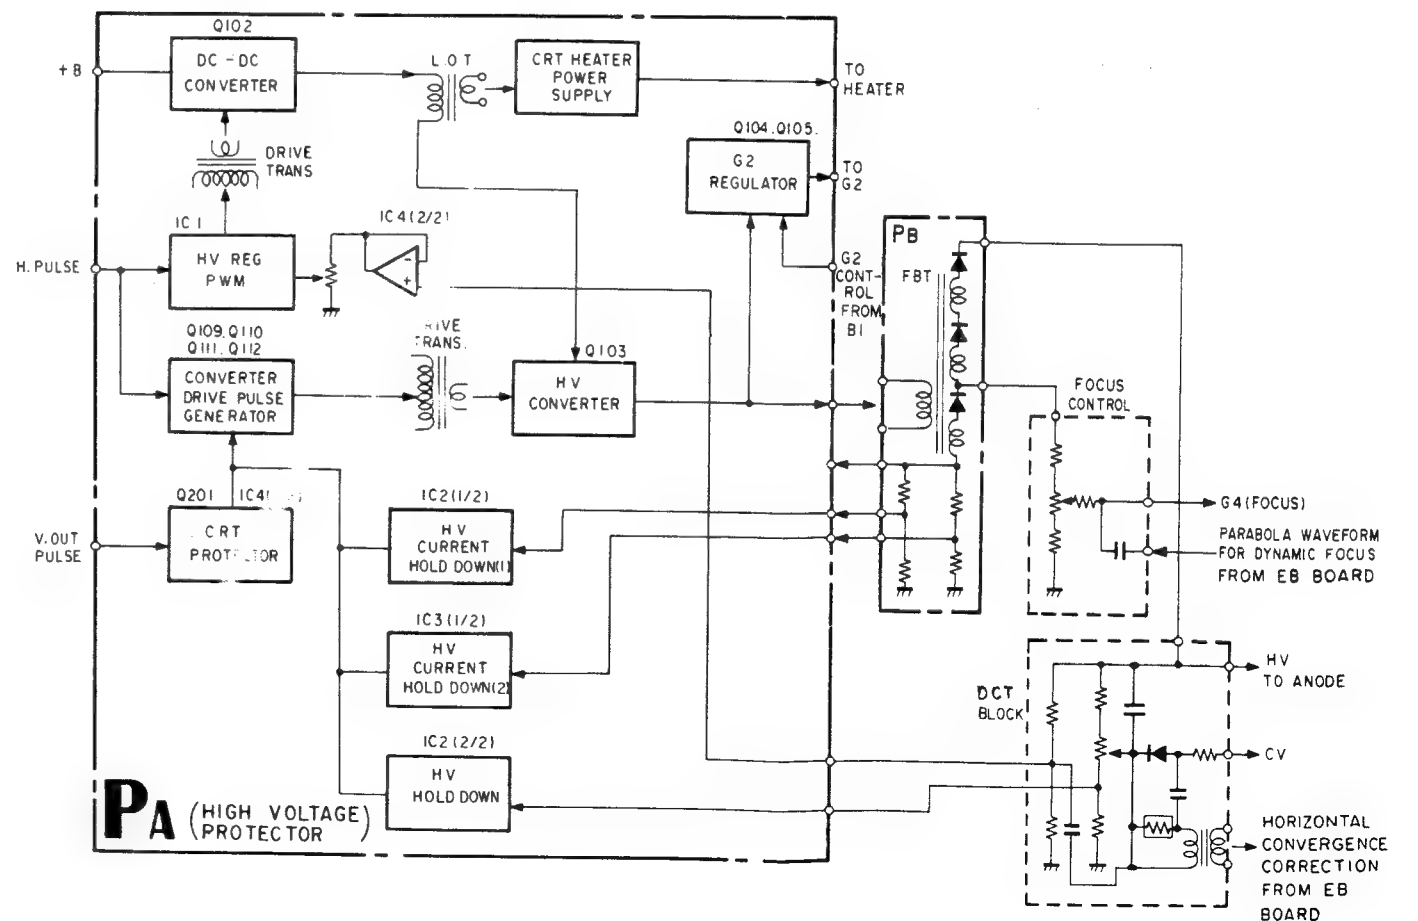 Q102
+B
DC-DC
CONVERTER
L.O.T
CRT HEATER
POWER
SUPPLY
TO
HEATER
DRIVE
TRANS
Q104.Q105.
G2
REGULATOR
TO
G2
IC1
HV REG
PWM
IC4(2/2)
-
+
H.PULSE
G2
CONT-
ROL
FROM
B1
PB
FBT
Q109.Q110
Q111.Q112
CONVERTER
DRIVE PULSE
GENERATOR
TRANS.
Q103
HV
CONVERTER
FOCUS
CONTROL
G4(FOCUS)
PARABOLA WAVEFORM
FOR DYNAMIC FOCUS
FROM EB BOARD
Q201
CRT
V.OUT
PULSE
IC2(1/2)
HV
CURRENT
HOLD DOWN(1)
IC3(1/2)
HV
CURRENT
HOLD DOWN(2)
IC2(2/2)
HV
HOLD DOWN
DCT
BLOCK
HV
TO ANODE
CV
HORIZONTAL
CONVERGENCE
CORRECTION
FROM EB
BOARD
PA (HIGH VOLTAGE)
PROTECTOR